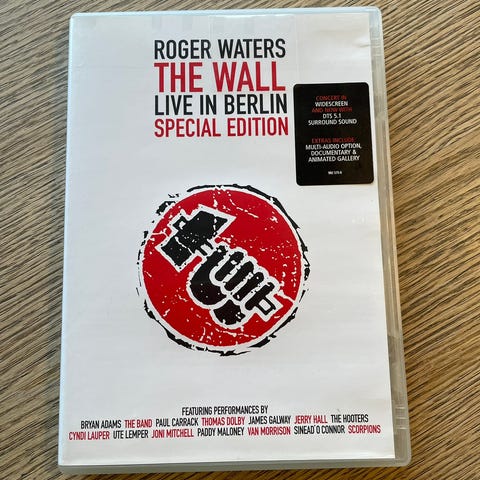 ROGER WATERS
THE WALL
LIVE IN BERLIN
SPECIAL EDITION
CONCERT IN
WIDESCREEN
AND NOW WITH
DTS 5.1
SURROUND SOUND
EXTRAS INCLUDE
MULTI-AUDIO OPTION,
DOCUMENTARY &
ANIMATED GALLERY
FEATURING PERFORMANCES BY
BRYAN ADAMS THE BAND PAUL CARRACK THOMAS DOLBY JAMES GALWAY JERRY HALL THE HOOTERS
CYNDI LAUPER UTE LEMPER JONI MITCHELL PADDY MALONEY VAN MORRISON SINEAD O CONNOR SCORPIONS